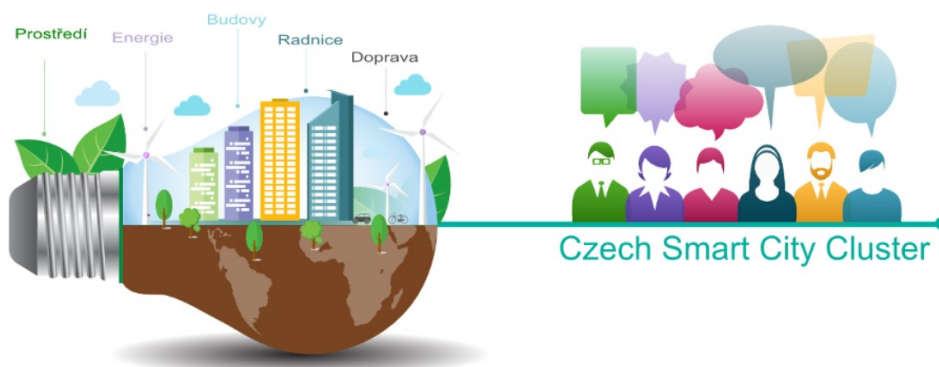 Prostředí
Energie
Budovy
Radnice
Doprava
Czech Smart City Cluster